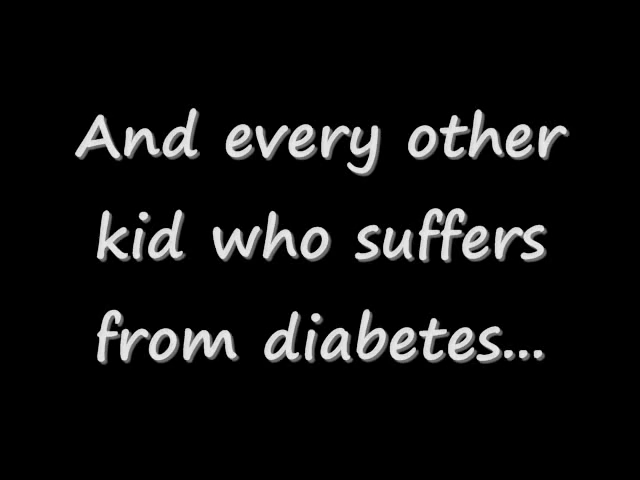 And every other
kid who suffers
from diabetes...